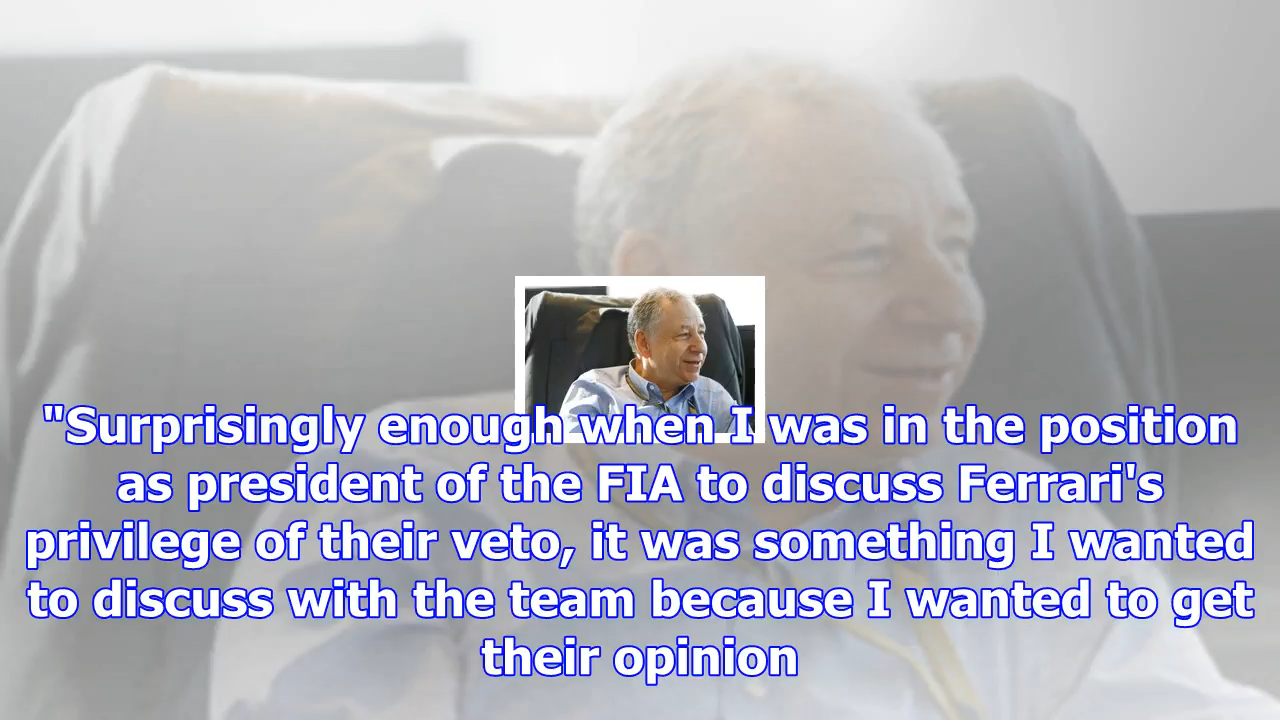 "Surprisingly enough when I was in the position
as president of the FIA to discuss Ferrari's
privilege of their veto, it was something I wanted
to discuss with the team because I wanted to get
their opinion